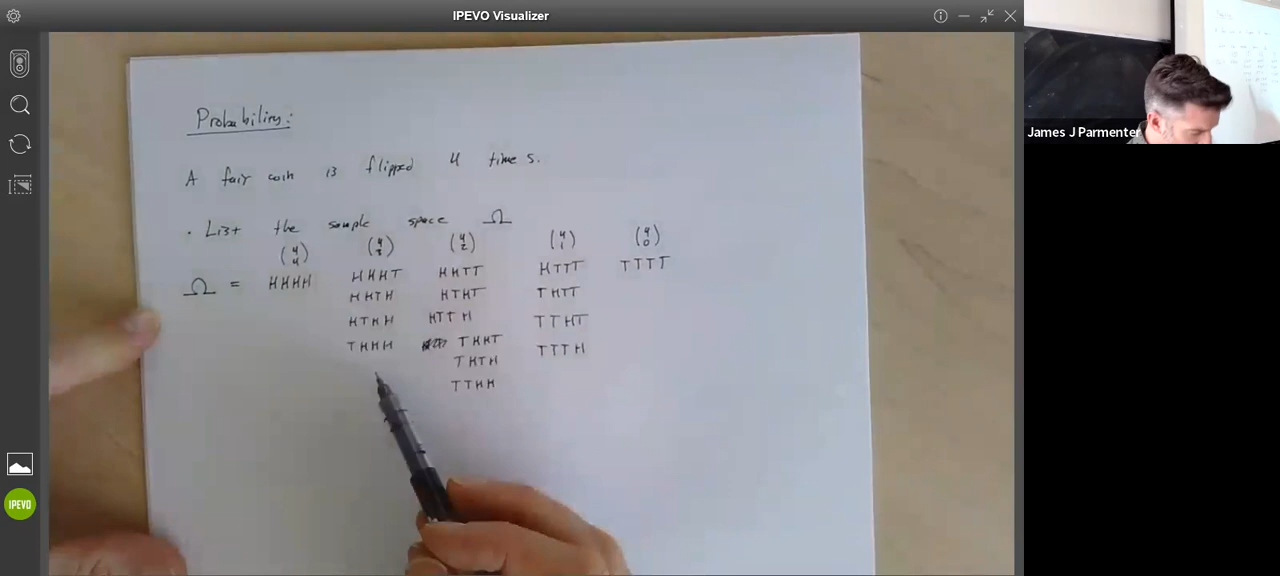 IPEVO Visualizer
James J Parmenter
Probability:
A fair coin is flipped 4 times.
• List the sample space Ω
(4 4) (4 3) (4 2) (4 1) (4 0)
Ω = HHHH HHHT HHTT HTTT TTTT
HHTH HTHT THTT
HTHH HTTH TTHT
THHH THHT TTTH
THTH
TTHH
IPEVO